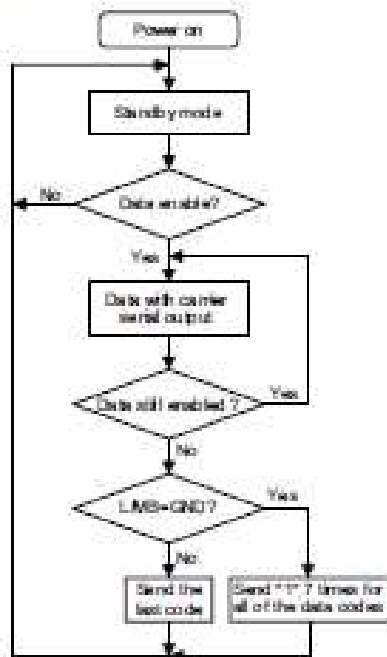 Power on
Standby mode
No
Data enable?
Yes
Data with carrier
serial output
Data still enabled ?
Yes
No
L/MB=GND?
Yes
No
Send the
last code
Send "1" 7 times for
all of the data codes